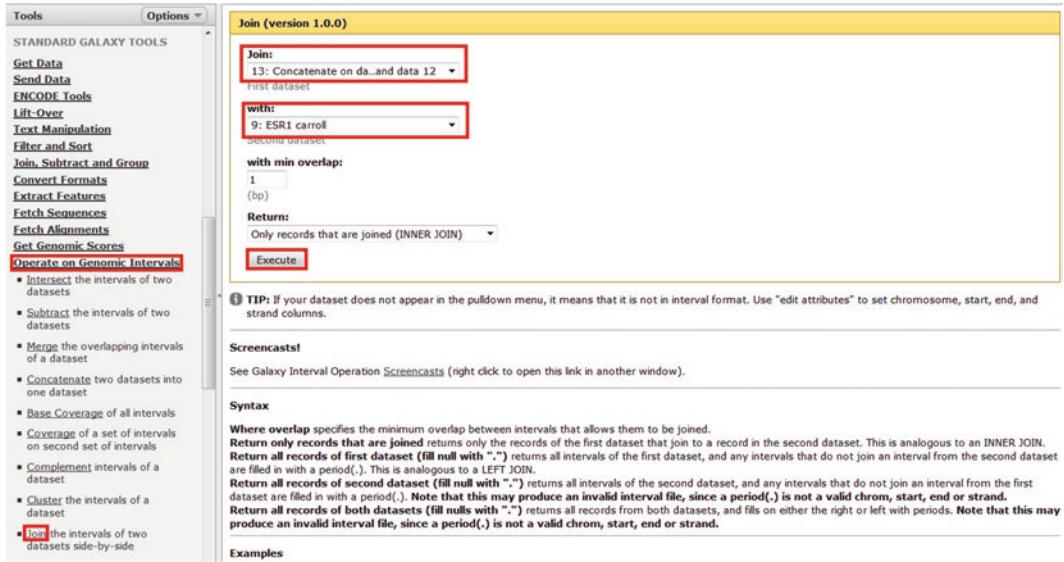 Tools
Options
STANDARD GALAXY TOOLS
Get Data
Send Data
ENCODE Tools
Lift-Over
Text Manipulation
Filter and Sort
Join, Subtract and Group
Convert Formats
Extract Features
Fetch Sequences
Fetch Alignments
Get Genomic Scores
Operate on Genomic Intervals
Intersect the intervals of two
datasets
Subtract the intervals of two
datasets
Merge the overlapping intervals
of a dataset
Concatenate two datasets into
one dataset
Base Coverage of all intervals
Coverage of a set of intervals
on second set of intervals
Complement intervals of a
dataset
Cluster the intervals of a
dataset
Join the intervals of two
datasets side-by-side
Join (version 1.0.0)
Join:
13: Concatenate on da..and data 12
First dataset
with:
9: ESR1 carroll
Second dataset
with min overlap:
1
(bp)
Return:
Only records that are joined (INNER JOIN)
Execute
TIP: If your dataset does not appear in the pulldown menu, it means that it is not in interval format. Use "edit attributes" to set chromosome, start, end, and
strand columns.
Screencasts!
See Galaxy Interval Operation Screencasts (right click to open this link in another window).
Syntax
Where overlap specifies the minimum overlap between intervals that allows them to be joined.
Return only records that are joined returns only the records of the first dataset that join to a record in the second dataset. This is analogous to an INNER JOIN.
Return all records of first dataset (fill null with ".") returns all intervals of the first dataset, and any intervals that do not join an interval from the second dataset
are filled in with a period(.). This is analogous to a LEFT JOIN.
Return all records of second dataset (fill null with ".") returns all intervals of the second dataset, and any intervals that do not join an interval from the first
dataset are filled in with a period(.). Note that this may produce an invalid interval file, since a period(.) is not a valid chrom, start, end or strand.
Return all records of both datasets (fill nulls with ".") returns all records from both datasets, and fills on either the right or left with periods. Note that this may
produce an invalid interval file, since a period(.) is not a valid chrom, start, end or strand.
Examples